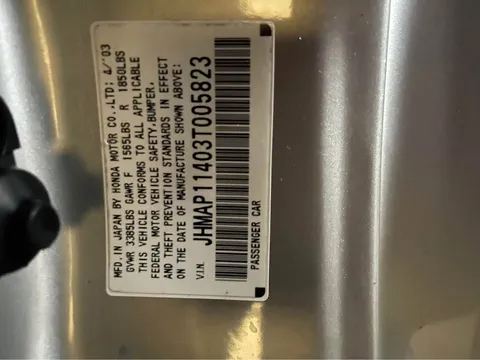 MFD. IN JAPAN BY HONDA MOTOR CO.,LTD; 4/'03
GVWR 3385LBS GAWR F 1565LBS R 1850LBS
THIS VEHICLE CONFORMS TO ALL APPLICABLE
FEDERAL MOTOR VEHICLE SAFETY,BUMPER,
AND THEFT PREVENTION STANDARDS IN EFFECT
ON THE DATE OF MANUFACTURE SHOWN ABOVE:
V.I.N. JHMAP11403T005823
PASSENGER CAR